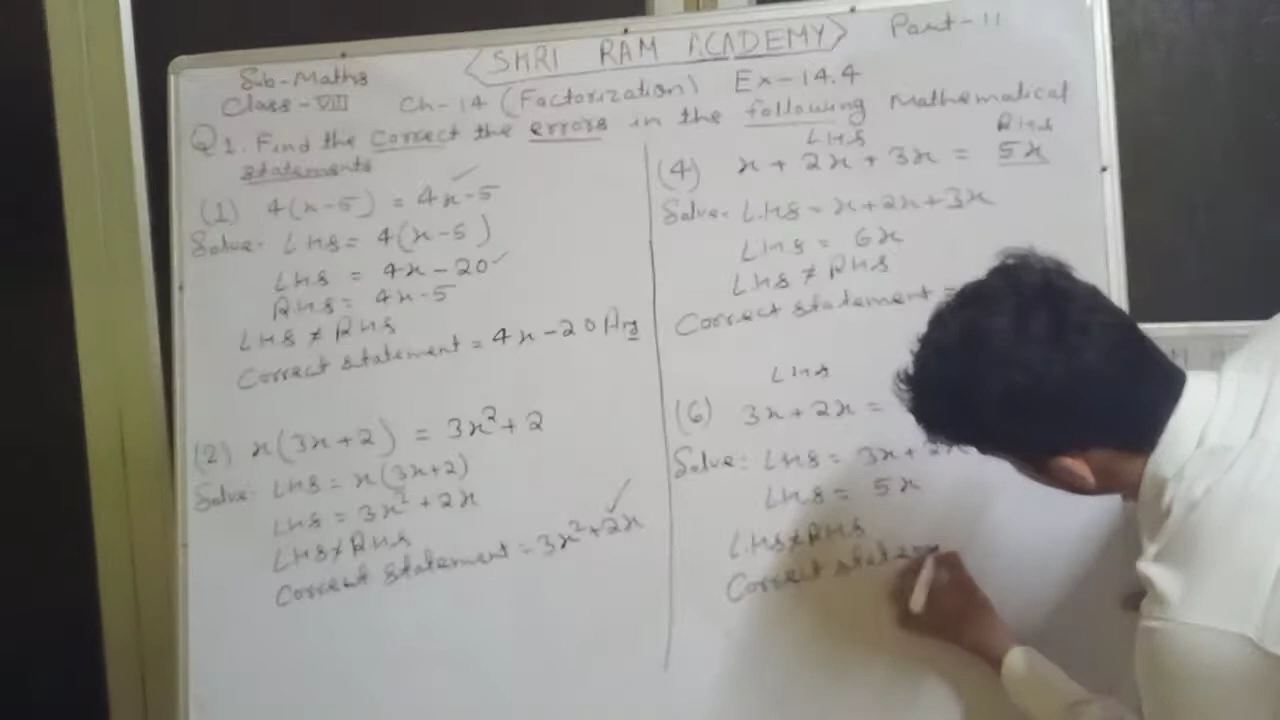 Sub-Maths
SHRI RAM ACADEMY
Part-11
Class-VIII
Ch-14 (Factorization) Ex-14.4
Q1. Find the correct the errors in the following Mathematical
statements
(1) 4(x-5) = 4x-5
Solve- LHS = 4(x-5)
LHS = 4x-20
RHS = 4x-5
LHS ≠ RHS
Correct statement = 4x-20 Ans
(2) x(3x+2) = 3x²+2
Solve- LHS = x(3x+2)
LHS = 3x²+2x
LHS ≠ RHS
Correct statement = 3x²+2x
LHS RHS
(4) x + 2x + 3x = 5x
Solve- LHS = x+2x+3x
LHS = 6x
LHS ≠ RHS
Correct statement =
LHS
(6) 3x+2x =
Solve: LHS = 3x+2x
LHS = 5x
LHS ≠ RHS
Correct statem